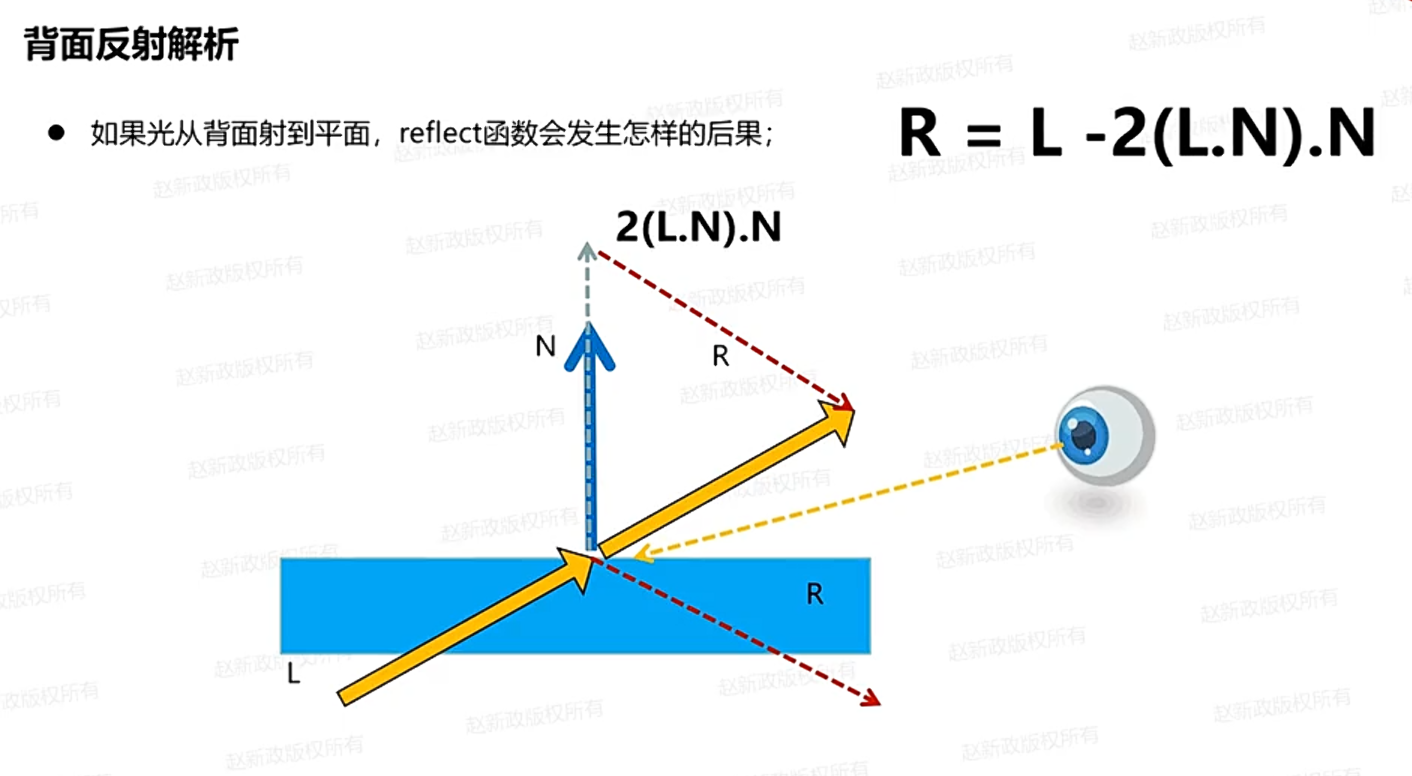 背面反射解析
● 如果光从背面射到平面，reflect函数会发生怎样的后果；
R = L -2(L.N).N
2(L.N).N
N
R
R
L
赵新政版权所有